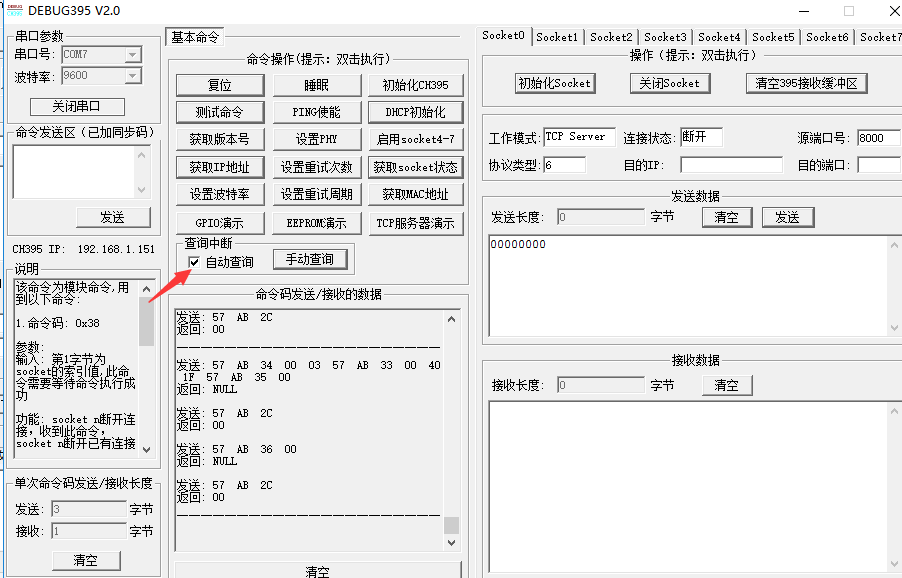 DEBUG395 V2.0
串口参数
串口号: COM7
波特率: 9600
关闭串口
命令发送区（已加同步码）
发送
CH395 IP: 192.168.1.151
说明
该命令为模块命令,用
到以下命令:
1.命令码: 0x38
参数:
输入: 第1字节为
socket的索引值,此命
令需要等待命令执行成
功
功能: socket n断开连
接，收到此命令，
socket n断开已有连接
单次命令码发送/接收长度
发送: 3 字节
接收: 1 字节
清空
基本命令
命令操作(提示: 双击执行)
复位 睡眠 初始化CH395
测试命令 PING使能 DHCP初始化
获取版本号 设置PHY 启用socket4-7
获取IP地址 设置重试次数 获取socket状态
设置波特率 设置重试周期 获取MAC地址
GPIO演示 EEPROM演示 TCP服务器演示
查询中断
自动查询 手动查询
命令码发送/接收的数据
发送: 57 AB 2C
返回: 00
发送: 57 AB 34 00 03 57 AB 33 00 40
1F 57 AB 35 00
返回: NULL
发送: 57 AB 2C
返回: 00
发送: 57 AB 36 00
返回: NULL
发送: 57 AB 2C
返回: 00
清空
Socket0 Socket1 Socket2 Socket3 Socket4 Socket5 Socket6 Socket7
操作（提示: 双击执行）
初始化Socket 关闭Socket 清空395接收缓冲区
工作模式: TCP Server 连接状态: 断开 源端口号: 8000
协议类型: 6 目的IP: 目的端口:
发送数据
发送长度: 0 字节 清空 发送
00000000
接收数据
接收长度: 0 字节 清空